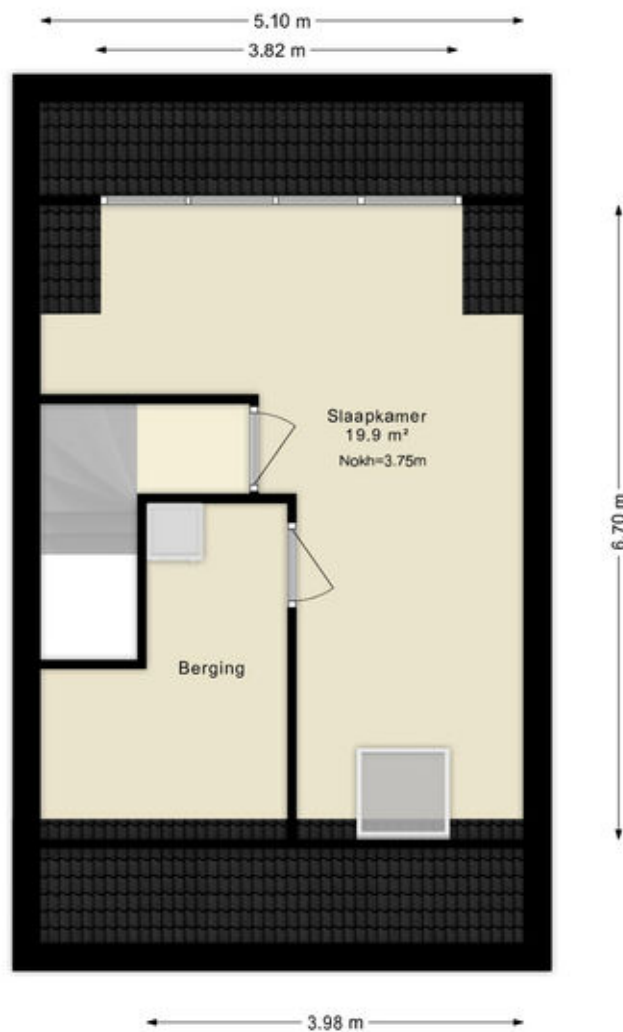 5.10 m
3.82 m
Slaapkamer
19.9 m²
Nokh=3.75m
6.70 m
Berging
3.98 m